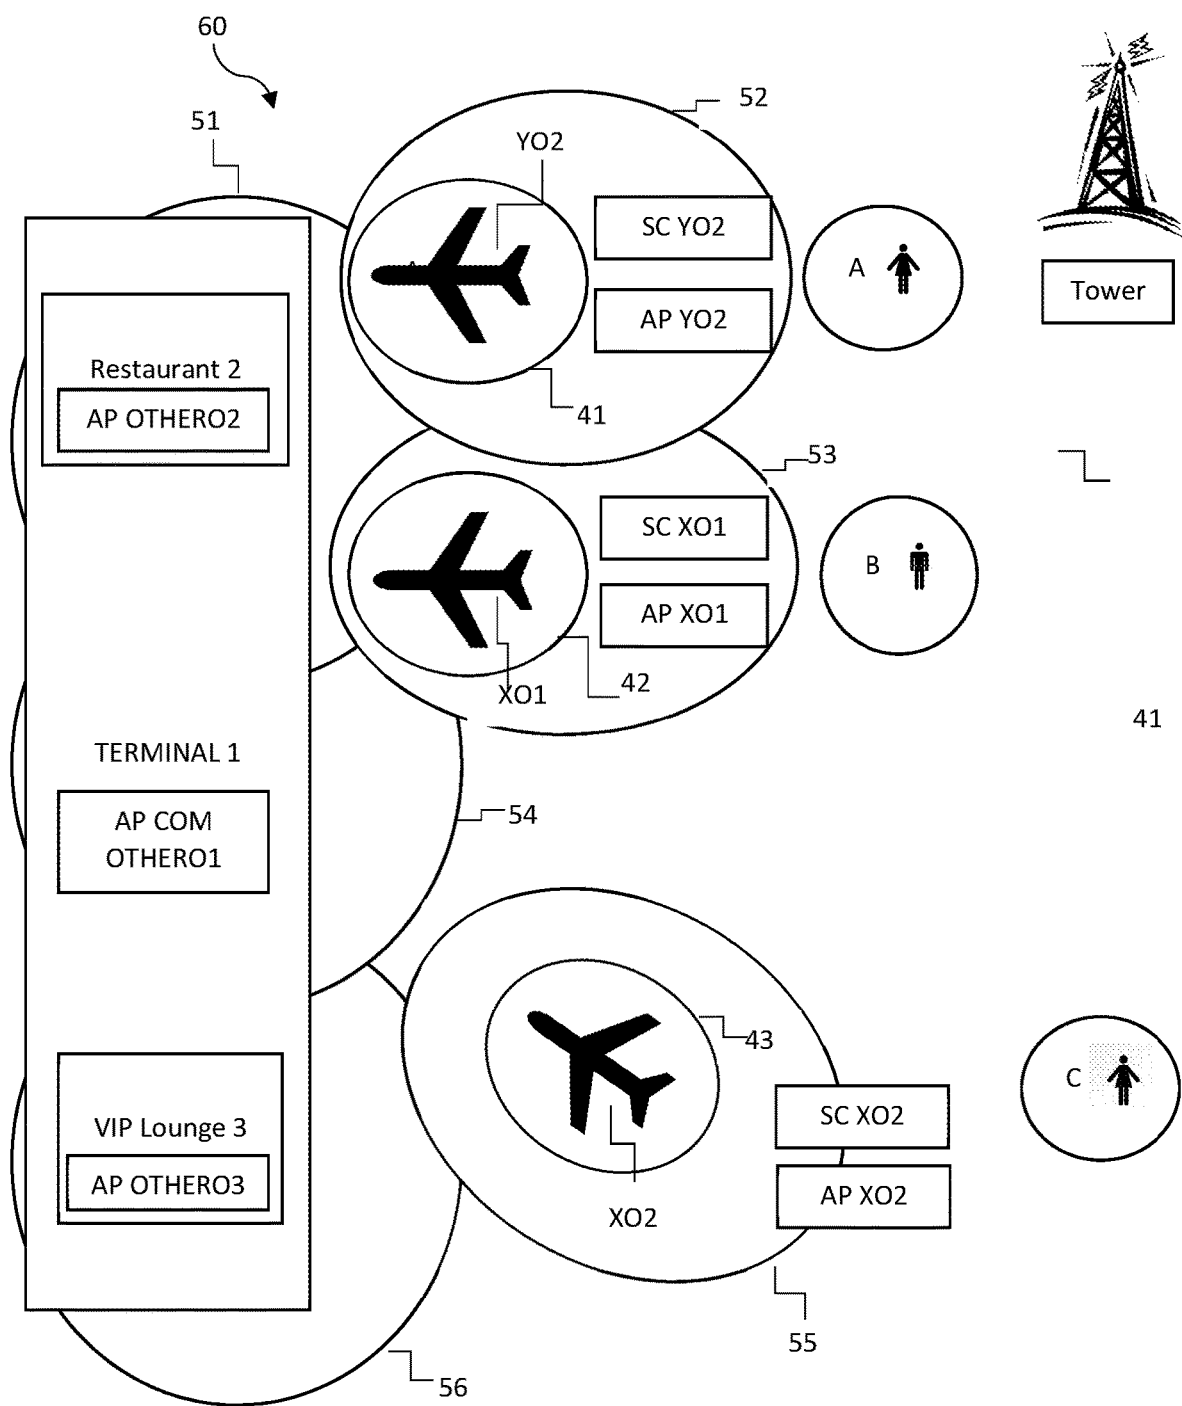 60
51
52
YO2
SC YO2
A
AP YO2
Tower
Restaurant 2
AP OTHERO2
41
53
SC XO1
B
AP XO1
XO1
42
41
TERMINAL 1
AP COM
OTHERO1
54
43
C
SC XO2
VIP Lounge 3
AP OTHERO3
AP XO2
XO2
55
56